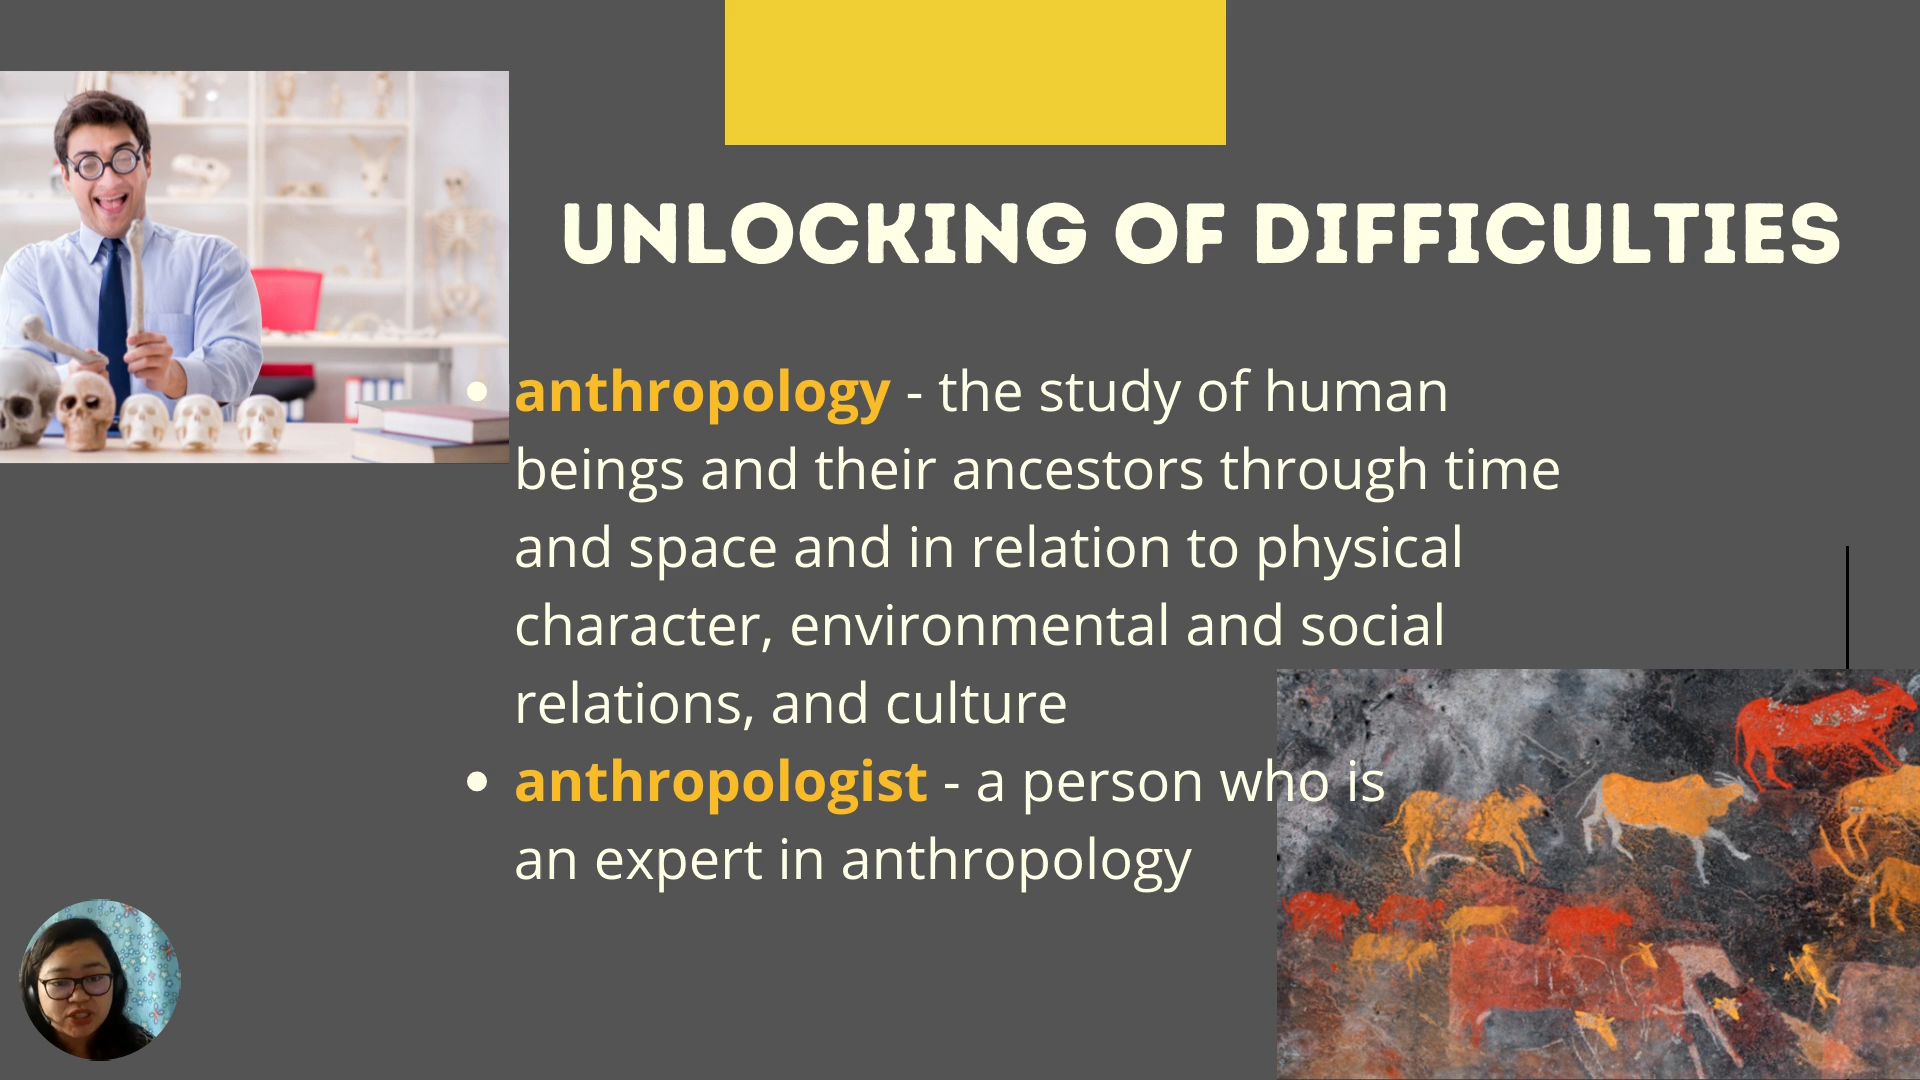 UNLOCKING OF DIFFICULTIES
• anthropology - the study of human
beings and their ancestors through time
and space and in relation to physical
character, environmental and social
relations, and culture
• anthropologist - a person who is
an expert in anthropology